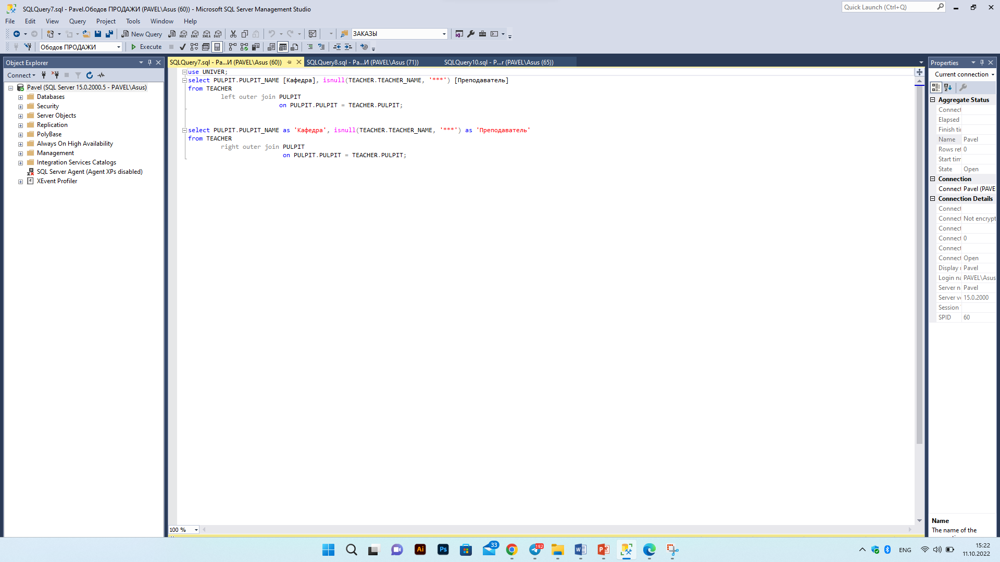 SQLQuery7.sql - Pavel.Ободов ПРОДАЖИ (PAVEL\Asus (60)) - Microsoft SQL Server Management Studio
Quick Launch (Ctrl+Q)
File Edit View Query Project Tools Window Help
New Query
MDX DMX XMLA DAX
ЗАКАЗЫ
Ободов ПРОДАЖИ
Execute
Object Explorer
Connect
Pavel (SQL Server 15.0.2000.5 - PAVEL\Asus)
Databases
Security
Server Objects
Replication
PolyBase
Always On High Availability
Management
Integration Services Catalogs
SQL Server Agent (Agent XPs disabled)
XEvent Profiler
SQLQuery7.sql - Pa...И (PAVEL\Asus (60))
SQLQuery8.sql - Pa...И (PAVEL\Asus (71))
SQLQuery10.sql - P...r (PAVEL\Asus (65))
use UNIVER;
select PULPIT.PULPIT_NAME [Кафедра], isnull(TEACHER.TEACHER_NAME, '***') [Преподаватель]
from TEACHER
left outer join PULPIT
on PULPIT.PULPIT = TEACHER.PULPIT;
select PULPIT.PULPIT_NAME as 'Кафедра', isnull(TEACHER.TEACHER_NAME, '***') as 'Преподаватель'
from TEACHER
right outer join PULPIT
on PULPIT.PULPIT = TEACHER.PULPIT;
100 %
Properties
Current connection
Aggregate Status
Connect
Elapsed
Finish ti
Name Pavel
Rows ret 0
Start tim
State Open
Connection
Connect Pavel (PAVE
Connection Details
Connect
Connect Not encrypt
Connect
Connect 0
Connect
Connect Open
Display Pavel
Login na PAVEL\Asus
Server n Pavel
Server ve 15.0.2000
Session
SPID 60
Name
The name of the
Ai
Ps
33
192
ENG
15:22
11.10.2022